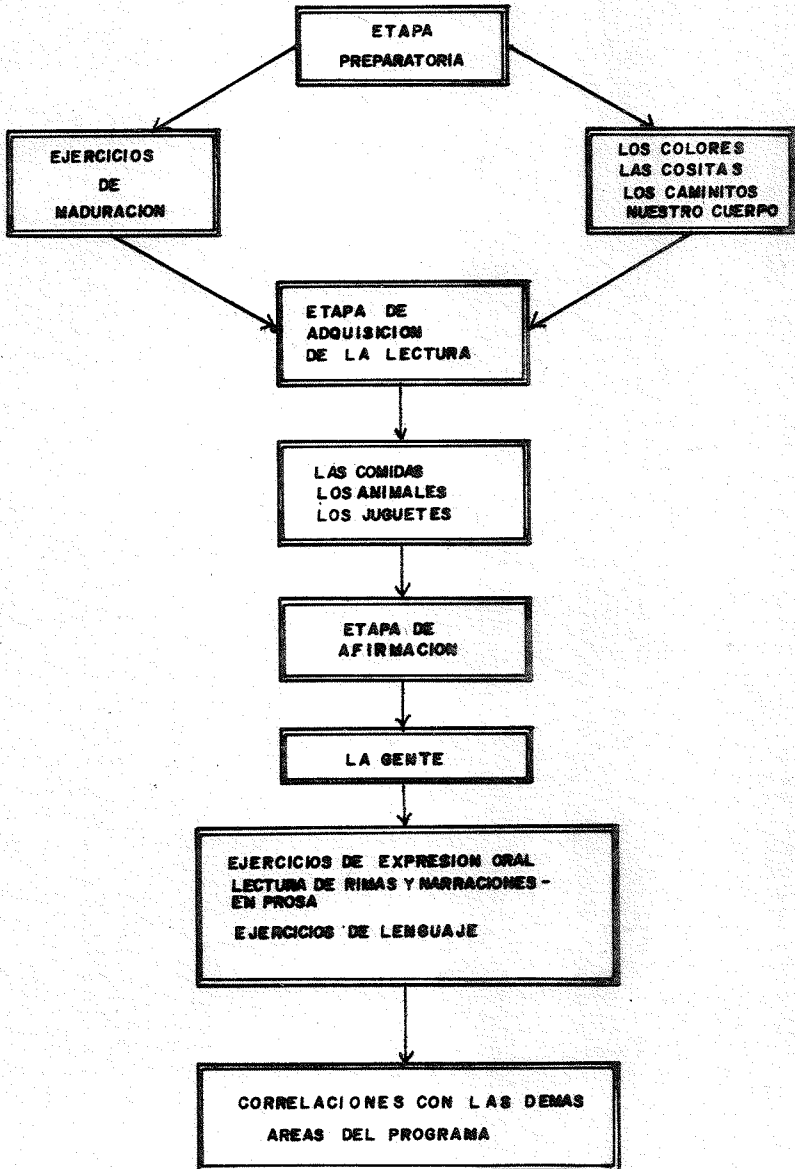 ETAPA
PREPARATORIA
EJERCICIOS
DE
MADURACION
LOS COLORES
LAS COSITAS
LOS CAMINITOS
NUESTRO CUERPO
ETAPA DE
ADQUISICION
DE LA LECTURA
LAS COMIDAS
LOS ANIMALES
LOS JUGUETES
ETAPA DE
AFIRMACION
LA GENTE
EJERCICIOS DE EXPRESION ORAL
LECTURA DE RIMAS Y NARRACIONES -
EN PROSA
EJERCICIOS DE LENGUAJE
CORRELACIONES CON LAS DEMAS
AREAS DEL PROGRAMA